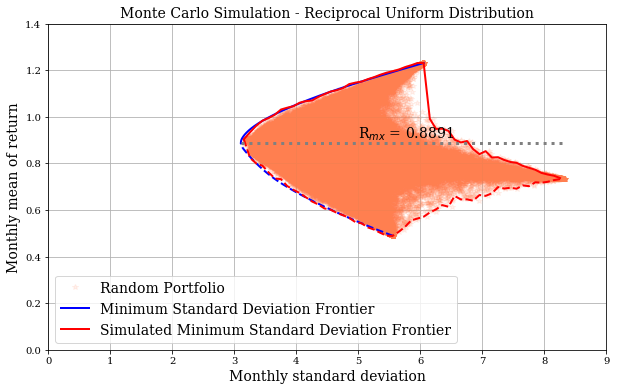 Monte Carlo Simulation - Reciprocal Uniform Distribution
Monthly mean of return
1.4
1.2
1.0
0.8
0.6
0.4
0.2
0.0
R_mx = 0.8891
Random Portfolio
Minimum Standard Deviation Frontier
Simulated Minimum Standard Deviation Frontier
0 1 2 3 4 5 6 7 8 9
Monthly standard deviation